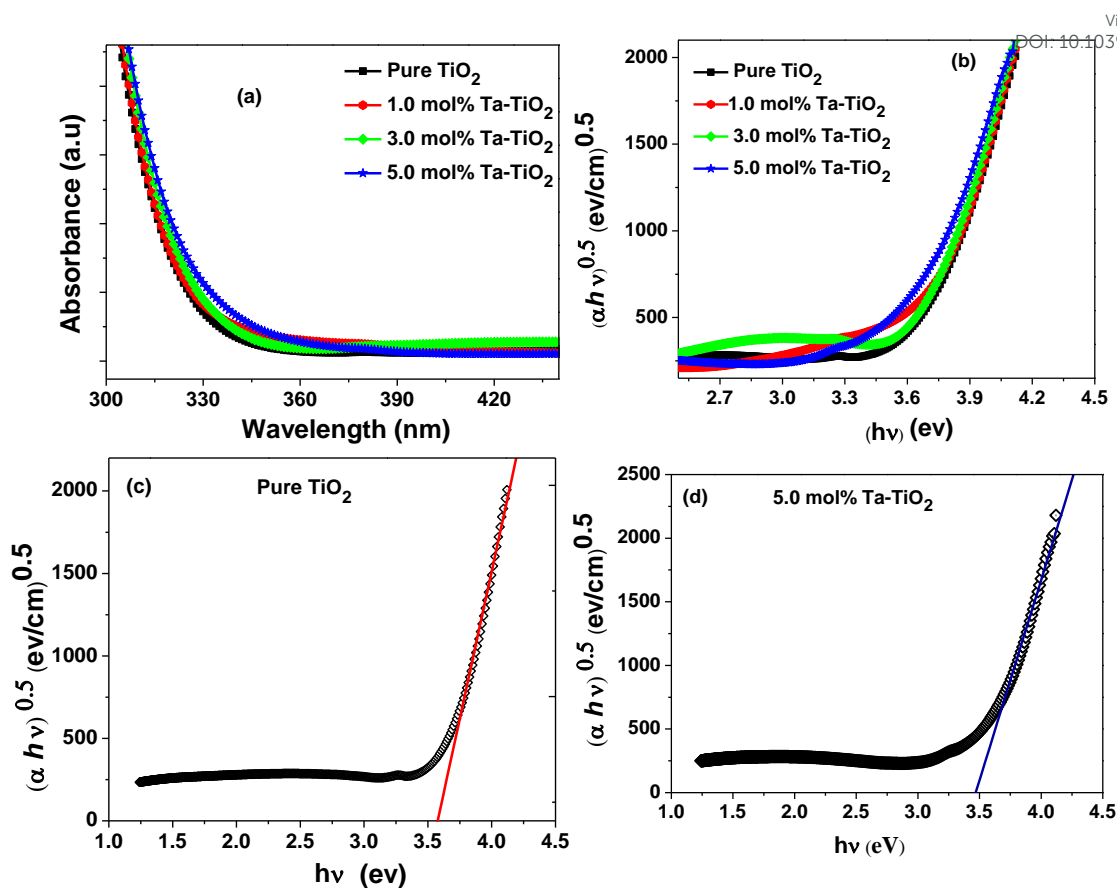 Vi
DOI: 10.1039
(a)
Pure TiO2
1.0 mol% Ta-TiO2
3.0 mol% Ta-TiO2
5.0 mol% Ta-TiO2
Absorbance (a.u)
300 330 360 390 420
Wavelength (nm)
(b)
Pure TiO2
1.0 mol% Ta-TiO2
3.0 mol% Ta-TiO2
5.0 mol% Ta-TiO2
(αhν)0.5 (ev/cm)0.5
2000
1500
1000
500
2.7 3.0 3.3 3.6 3.9 4.2 4.5
(hν) (ev)
(c) Pure TiO2
(α h ν) 0.5 (ev/cm)0.5
2000
1500
1000
500
0
1.0 1.5 2.0 2.5 3.0 3.5 4.0 4.5
hν (ev)
(d) 5.0 mol% Ta-TiO2
(α h ν) 0.5 (ev/cm)0.5
2500
2000
1500
1000
500
0
1.0 1.5 2.0 2.5 3.0 3.5 4.0 4.5
hν (eV)